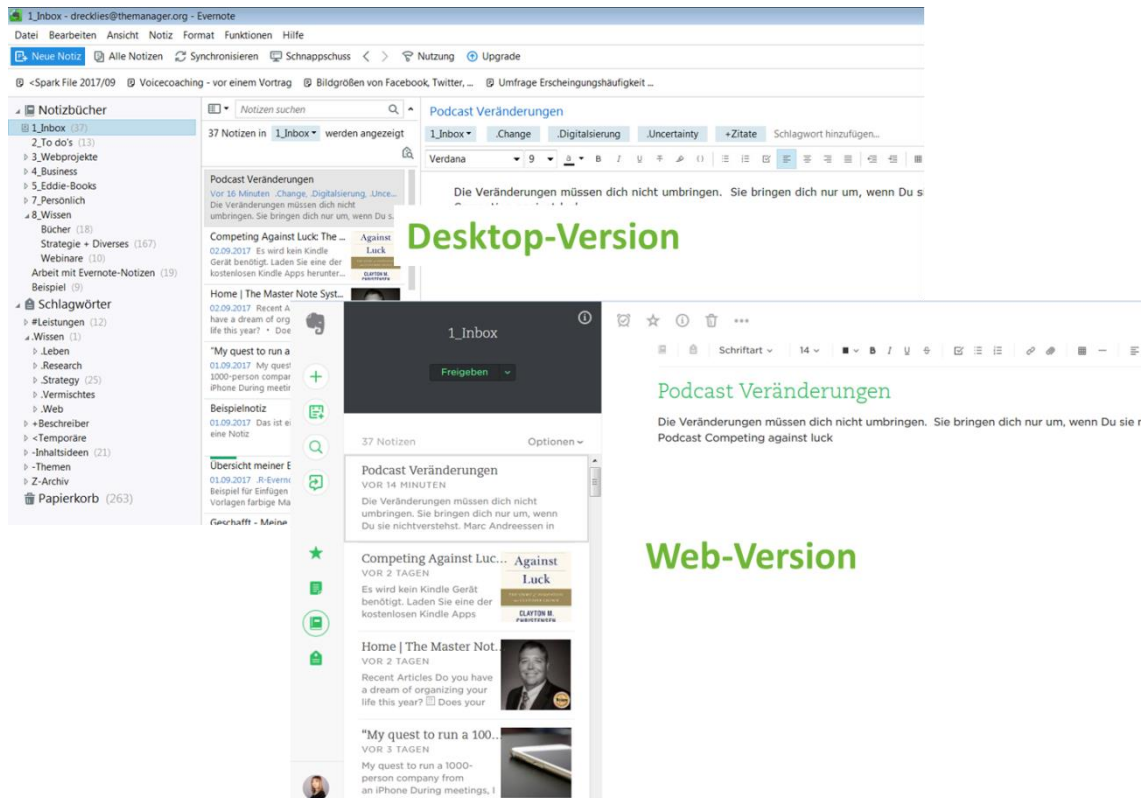 1_Inbox - drecklies@themanager.org - Evernote
Datei Bearbeiten Ansicht Notiz Format Funktionen Hilfe
Neue Notiz Alle Notizen Synchronisieren Schnappschuss < > Nutzung Upgrade
<Spark File 2017/09 Voicecoaching - vor einem Vortrag Bildgrößen von Facebook, Twitter, ... Umfrage Erscheinungshäufigkeit ...
Notizbücher
1_Inbox (37)
2_To do's (13)
3_Webprojekte
4_Business
5_Eddie-Books
7_Persönlich
8_Wissen
Bücher (18)
Strategie + Diverses (167)
Webinare (10)
Arbeit mit Evernote-Notizen (19)
Beispiel (9)
Schlagwörter
#Leistungen (12)
.Wissen (1)
.Leben
.Research
.Strategy (25)
.Vermischtes
.Web
+Beschreiber
<Temporäre
-Inhaltsideen (21)
-Themen
Z-Archiv
Papierkorb (263)
Notizen suchen
37 Notizen in 1_Inbox werden angezeigt
Podcast Veränderungen
Vor 16 Minuten .Change, .Digitalsierung, .Unce...
Die Veränderungen müssen dich nicht
umbringen. Sie bringen dich nur um, wenn Du s...
Competing Against Luck: The ...
02.09.2017 Es wird kein Kindle
Gerät benötigt. Laden Sie eine der
kostenlosen Kindle Apps herunter...
Against
Luck
CLAYTON M.
Home | The Master Note Syst...
02.09.2017 Recent A
have a dream of org
life this year? • Doe
"My quest to run a
01.09.2017 My quest
1000-person compar
iPhone During meetir
Beispielnotiz
01.09.2017 Das ist ei
eine Notiz
Übersicht meiner E
01.09.2017 .R-Everno
Beispiel für Einfügen
Vorlagen farbige Ma
Geschafft - Meine
Podcast Veränderungen
1_Inbox .Change .Digitalsierung .Uncertainty +Zitate Schlagwort hinzufügen...
Verdana 9 a B I U
Die Veränderungen müssen dich nicht umbringen. Sie bringen dich nur um, wenn Du s
Desktop-Version
1_Inbox
Freigeben
37 Notizen Optionen
Podcast Veränderungen
VOR 14 MINUTEN
Die Veränderungen müssen dich nicht
umbringen. Sie bringen dich nur um, wenn
Du sie nichtverstehst. Marc Andreessen in
Competing Against Luc...
VOR 2 TAGEN
Es wird kein Kindle Gerät
benötigt. Laden Sie eine der
kostenlosen Kindle Apps
Against
Luck
CLAYTON M.
CHRISTENSEN
Home | The Master Not...
VOR 2 TAGEN
Recent Articles Do you have
a dream of organizing your
life this year? Does your
"My quest to run a 100...
VOR 3 TAGEN
My quest to run a 1000-
person company from
an iPhone During meetings, I
Schriftart 14 B I U
Podcast Veränderungen
Die Veränderungen müssen dich nicht umbringen. Sie bringen dich nur um, wenn Du sie
Podcast Competing against luck
Web-Version